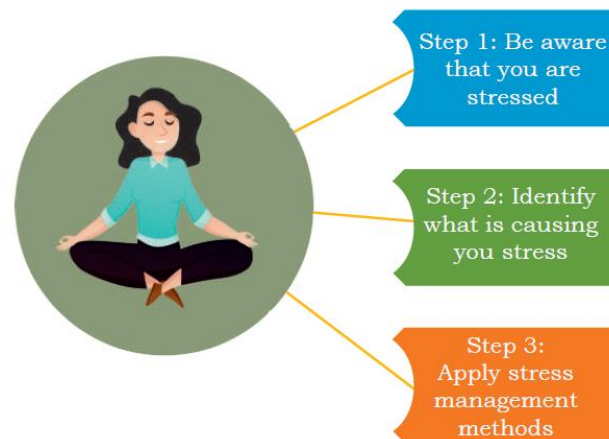 Step 1: Be aware
that you are
stressed
Step 2: Identify
what is causing
you stress
Step 3:
Apply stress
management
methods